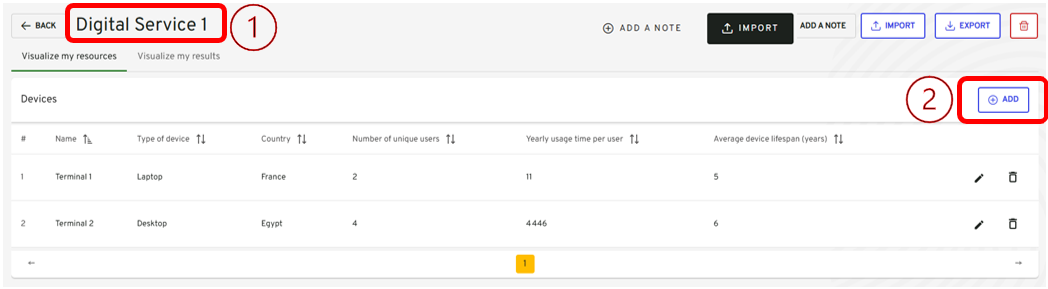 BACK Digital Service 1 1 ADD A NOTE IMPORT ADD A NOTE IMPORT EXPORT
Visualize my resources Visualize my results
Devices 2 ADD
# Name Type of device Country Number of unique users Yearly usage time per user Average device lifespan (years)
1 Terminal 1 Laptop France 2 11 5
2 Terminal 2 Desktop Egypt 4 4446 6
1